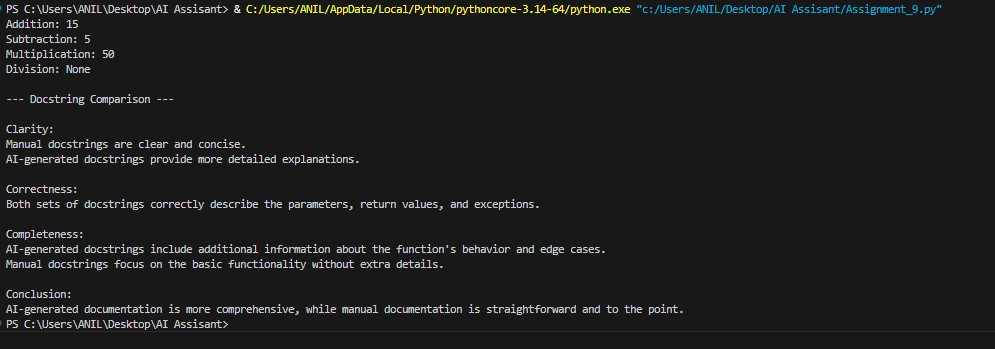 PS C:\Users\ANIL\Desktop\AI Assisant> & C:/Users/ANIL/AppData/Local/Python/pythoncore-3.14-64/python.exe "c:/Users/ANIL/Desktop/AI Assisant/Assignment_9.py"
Addition: 15
Subtraction: 5
Multiplication: 50
Division: None
--- Docstring Comparison ---
Clarity:
Manual docstrings are clear and concise.
AI-generated docstrings provide more detailed explanations.
Correctness:
Both sets of docstrings correctly describe the parameters, return values, and exceptions.
Completeness:
AI-generated docstrings include additional information about the function's behavior and edge cases.
Manual docstrings focus on the basic functionality without extra details.
Conclusion:
AI-generated documentation is more comprehensive, while manual documentation is straightforward and to the point.
PS C:\Users\ANIL\Desktop\AI Assisant>